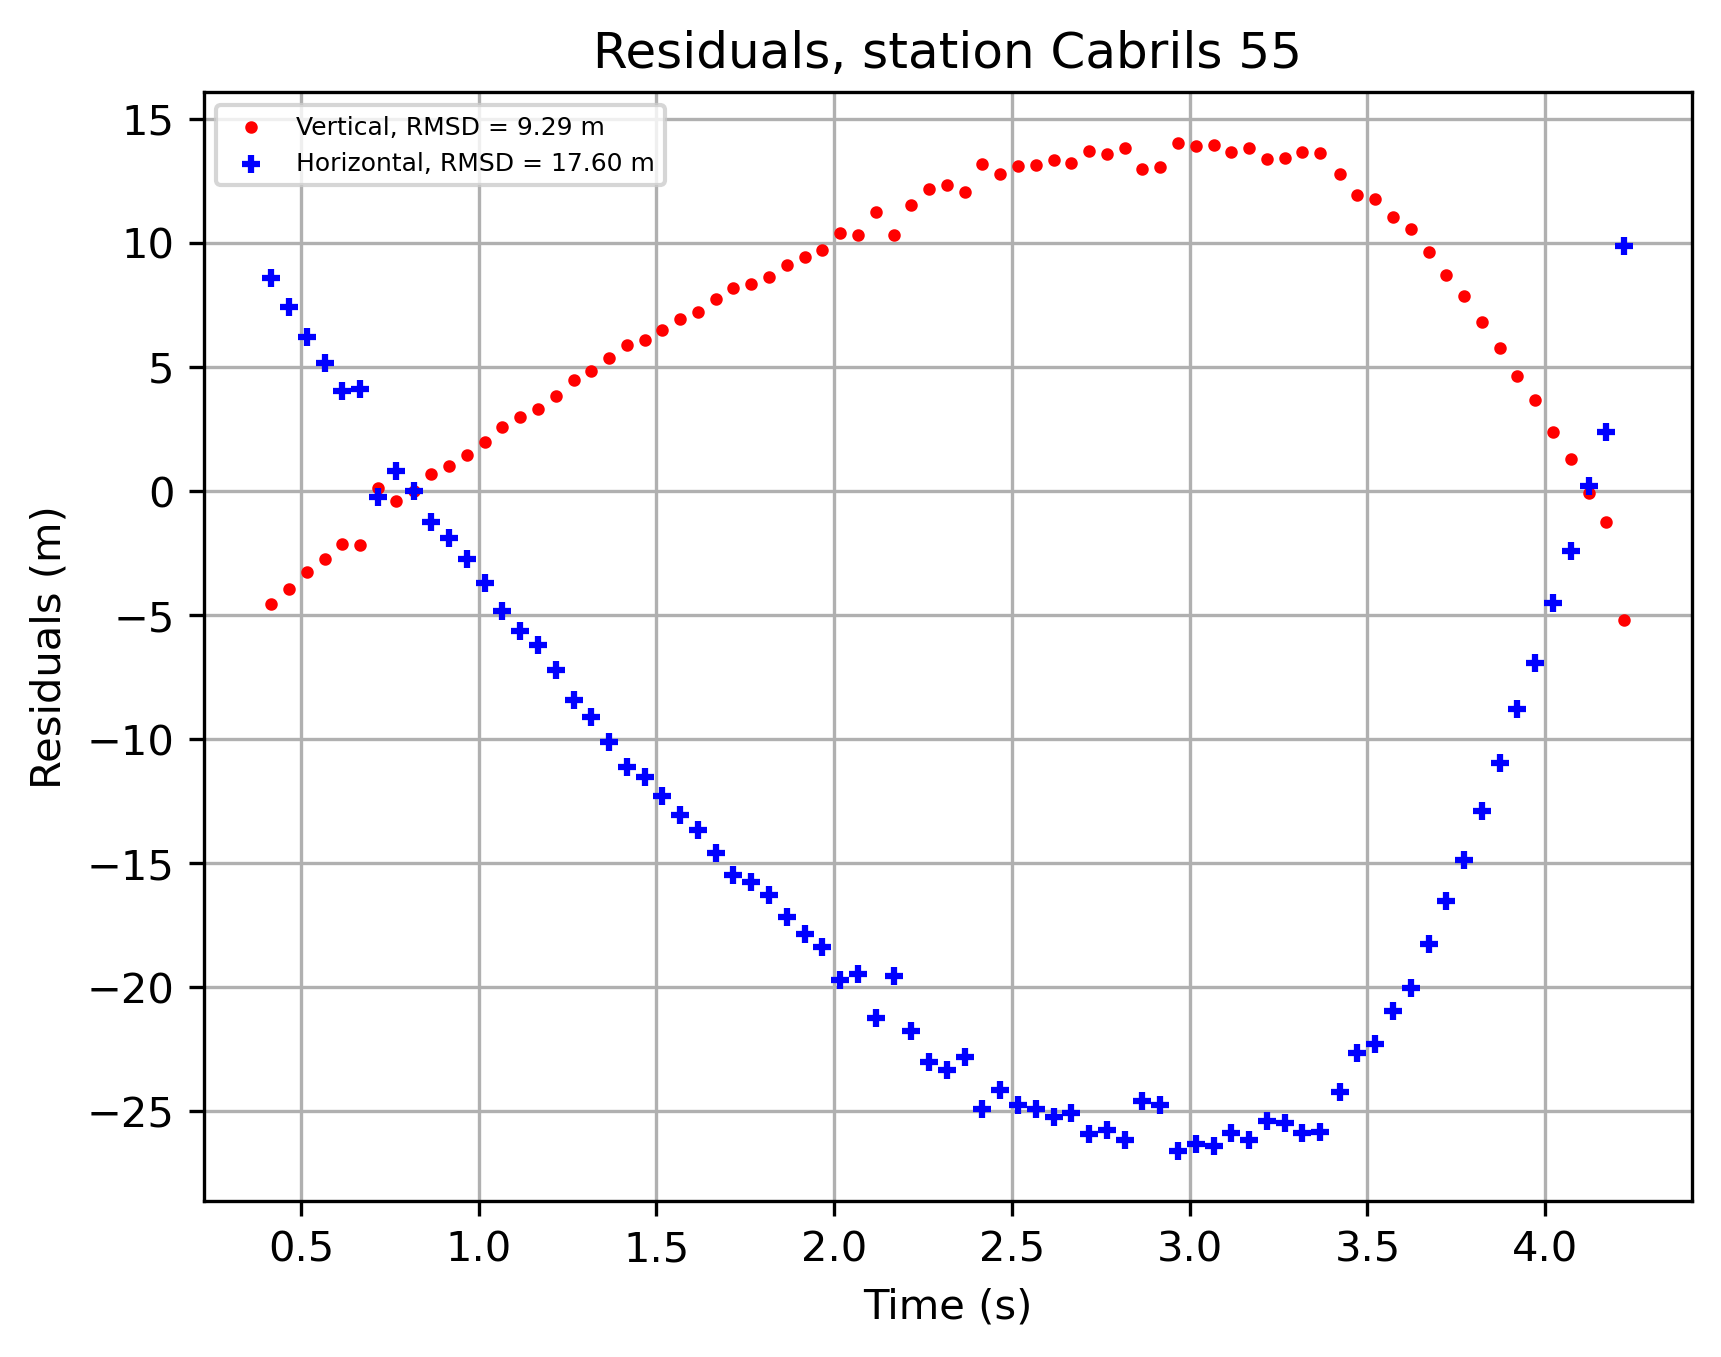 Residuals, station Cabrils 55
Vertical, RMSD = 9.29 m
Horizontal, RMSD = 17.60 m
15
10
5
0
−5
−10
−15
−20
−25
Residuals (m)
0.5 1.0 1.5 2.0 2.5 3.0 3.5 4.0
Time (s)